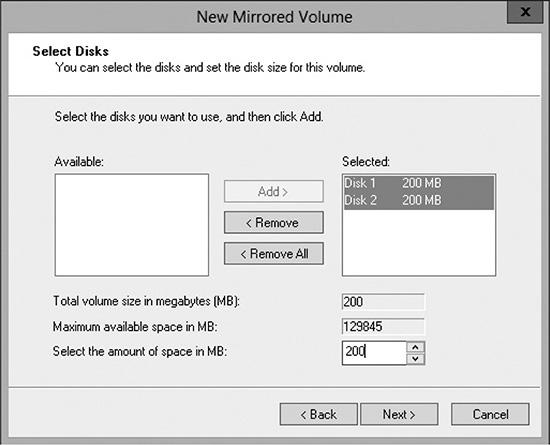 New Mirrored Volume
x
Select Disks
You can select the disks and set the disk size for this volume.
Select the disks you want to use, and then click Add.
Available:
Selected:
Add >
Disk 1 200 MB
Disk 2 200 MB
< Remove
< Remove All
Total volume size in megabytes (MB): 200
Maximum available space in MB: 129845
Select the amount of space in MB: 200
< Back Next > Cancel